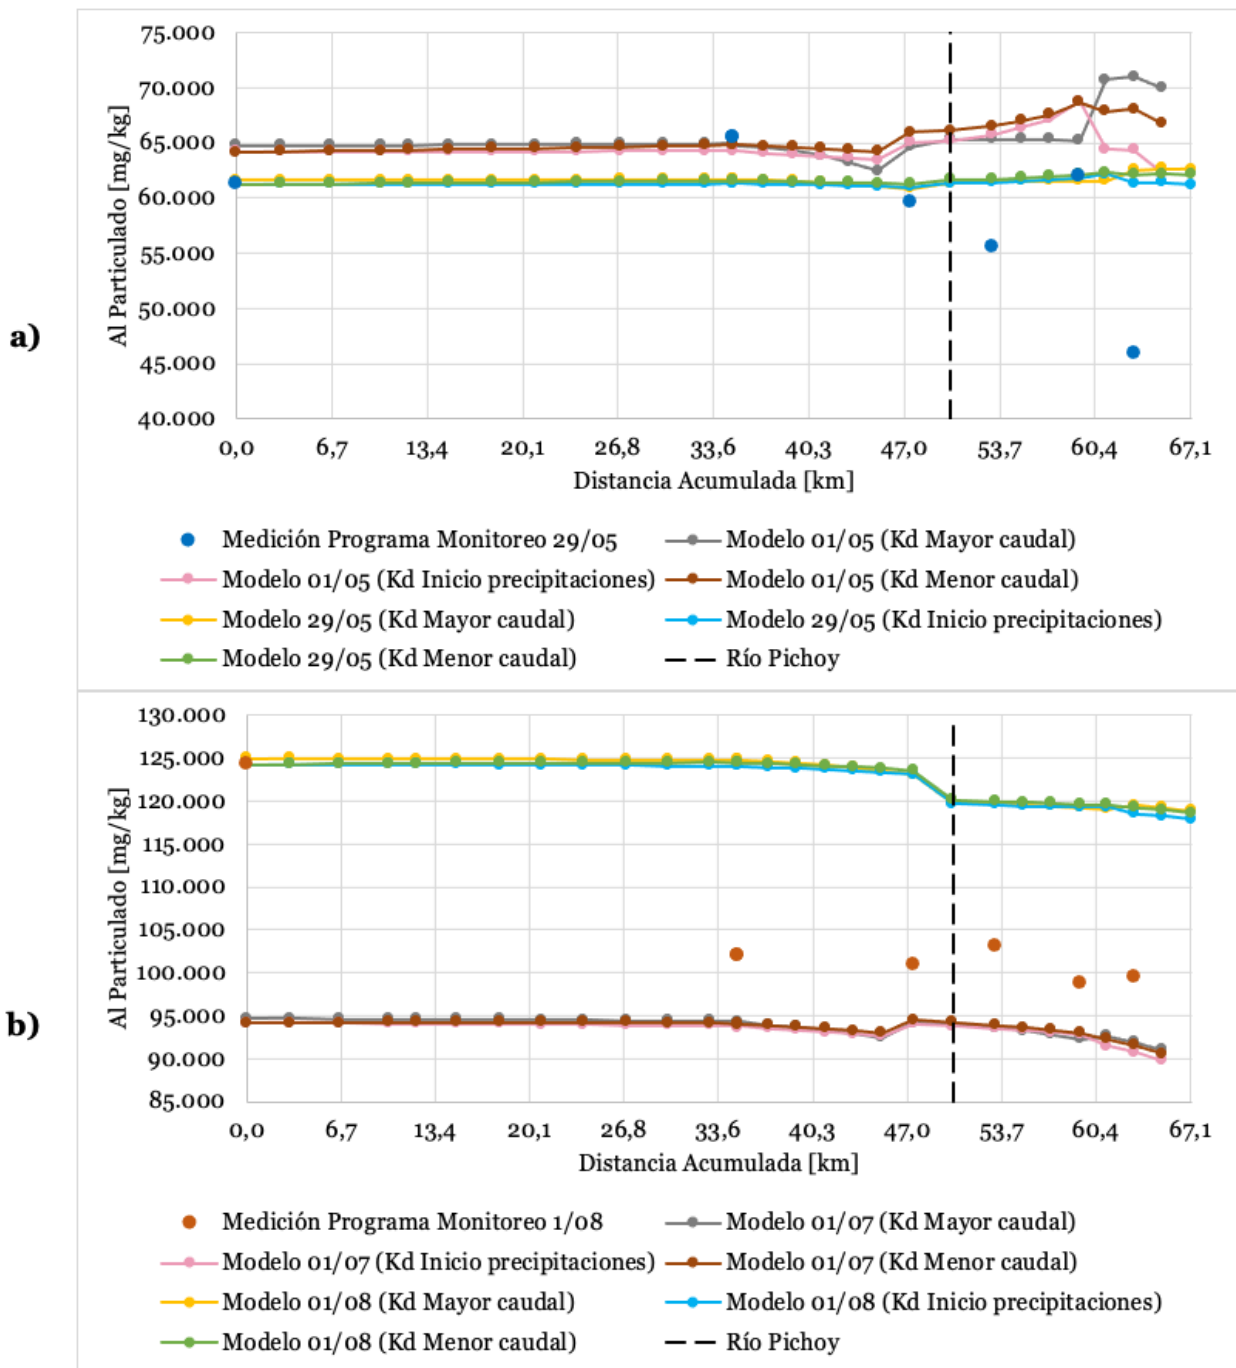 a)
Al Particulado [mg/kg]
75.000
70.000
65.000
60.000
55.000
50.000
45.000
40.000
0,0 6,7 13,4 20,1 26,8 33,6 40,3 47,0 53,7 60,4 67,1
Distancia Acumulada [km]
Medición Programa Monitoreo 29/05 Modelo 01/05 (Kd Mayor caudal)
Modelo 01/05 (Kd Inicio precipitaciones) Modelo 01/05 (Kd Menor caudal)
Modelo 29/05 (Kd Mayor caudal) Modelo 29/05 (Kd Inicio precipitaciones)
Modelo 29/05 (Kd Menor caudal) Río Pichoy
b)
Al Particulado [mg/kg]
130.000
125.000
120.000
115.000
110.000
105.000
100.000
95.000
90.000
85.000
0,0 6,7 13,4 20,1 26,8 33,6 40,3 47,0 53,7 60,4 67,1
Distancia Acumulada [km]
Medición Programa Monitoreo 1/08 Modelo 01/07 (Kd Mayor caudal)
Modelo 01/07 (Kd Inicio precipitaciones) Modelo 01/07 (Kd Menor caudal)
Modelo 01/08 (Kd Mayor caudal) Modelo 01/08 (Kd Inicio precipitaciones)
Modelo 01/08 (Kd Menor caudal) Río Pichoy